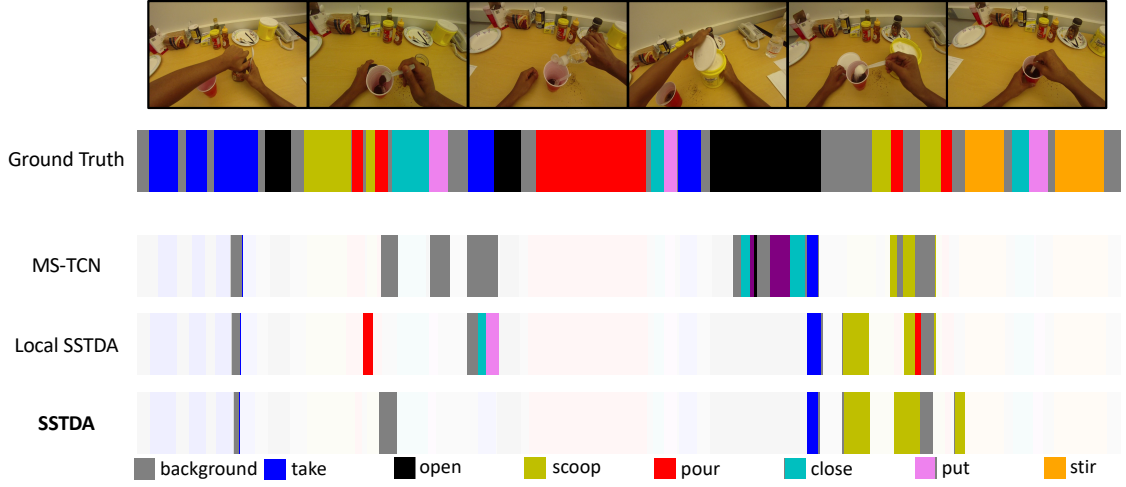 Ground Truth
MS-TCN
Local SSTDA
SSTDA
background take open scoop pour close put stir